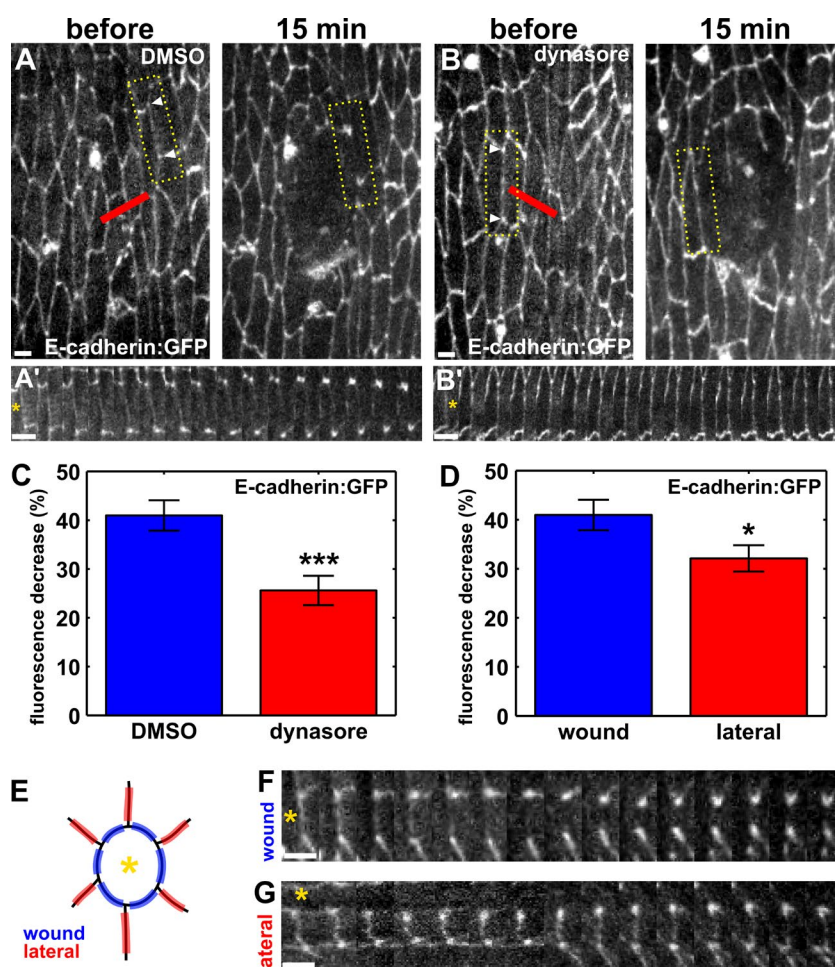 before 15 min before 15 min
A DMSO B dynasore
E-cadherin:GFP E-cadherin:GFP
A' B'
*
*
C D
E-cadherin:GFP
fluorescence decrease (%)
50
40
30
20
10
0
***
DMSO dynasore
E-cadherin:GFP
fluorescence decrease (%)
50
40
30
20
10
0
*
wound lateral
E
*
wound
lateral
F
wound
*
G
ateral
*